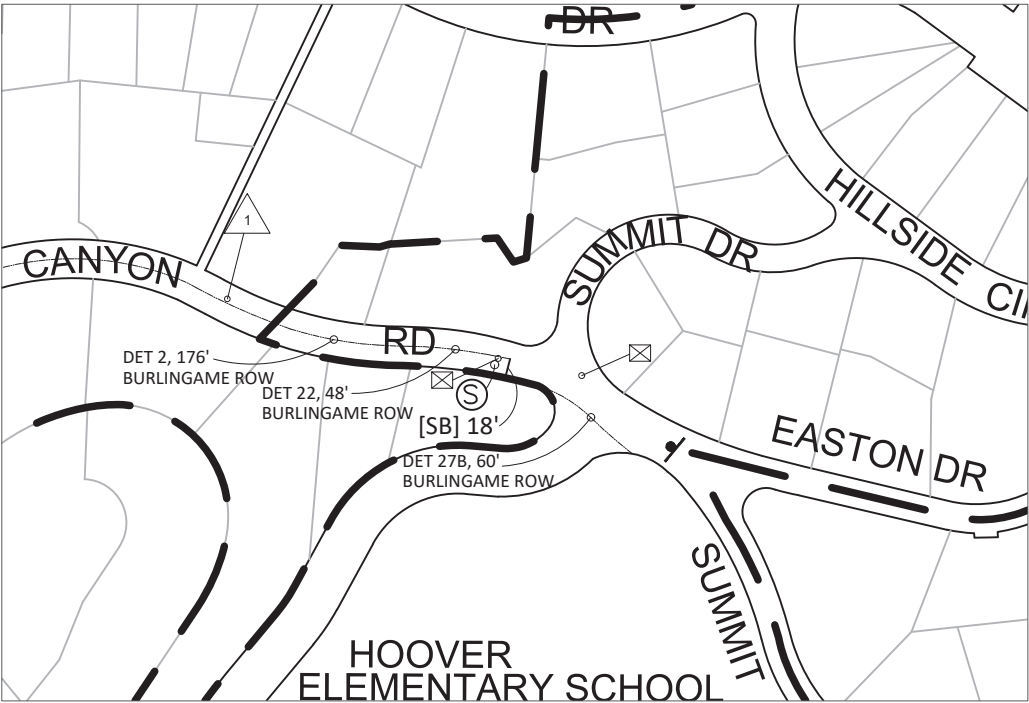 DR
HILLSIDE CI
1
SUMMIT DR
CANYON
RD
DET 2, 176'
BURLINGAME ROW
DET 22, 48'
BURLINGAME ROW
S
[SB] 18'
EASTON DR
DET 27B, 60'
BURLINGAME ROW
SUMMIT
HOOVER
ELEMENTARY SCHOOL